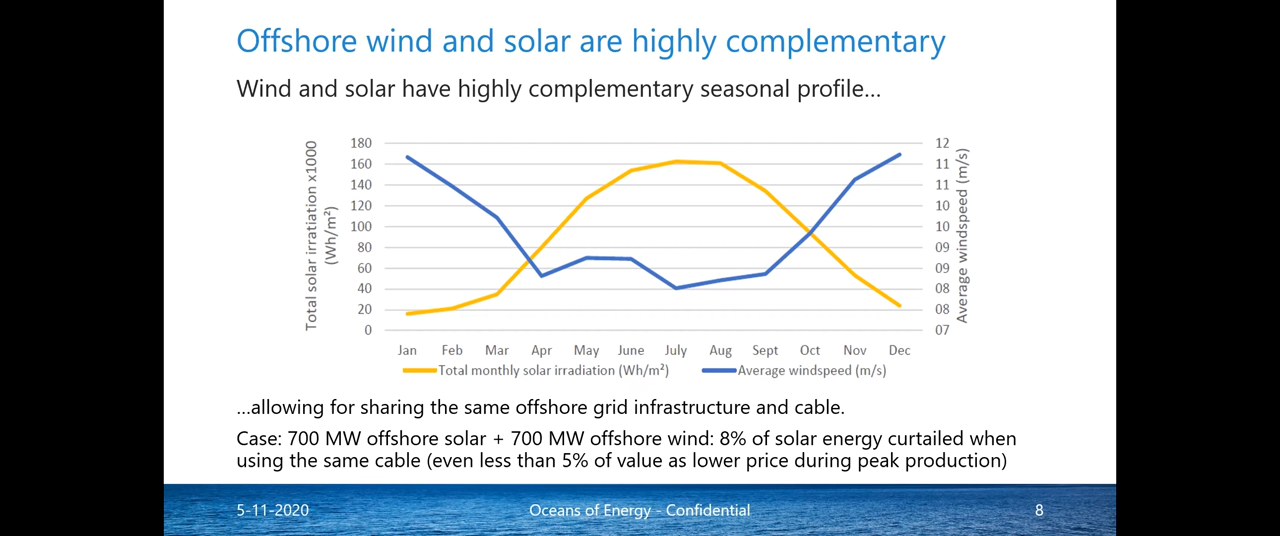 Offshore wind and solar are highly complementary
Wind and solar have highly complementary seasonal profile...
Total solar irratiation x1000
(Wh/m²)
180
160
140
120
100
80
60
40
20
0
12
11
11
10
10
09
09
08
08
07
Average windspeed (m/s)
Jan Feb Mar Apr May June July Aug Sept Oct Nov Dec
Total monthly solar irradiation (Wh/m²) Average windspeed (m/s)
...allowing for sharing the same offshore grid infrastructure and cable.
Case: 700 MW offshore solar + 700 MW offshore wind: 8% of solar energy curtailed when
using the same cable (even less than 5% of value as lower price during peak production)
5-11-2020 Oceans of Energy - Confidential 8